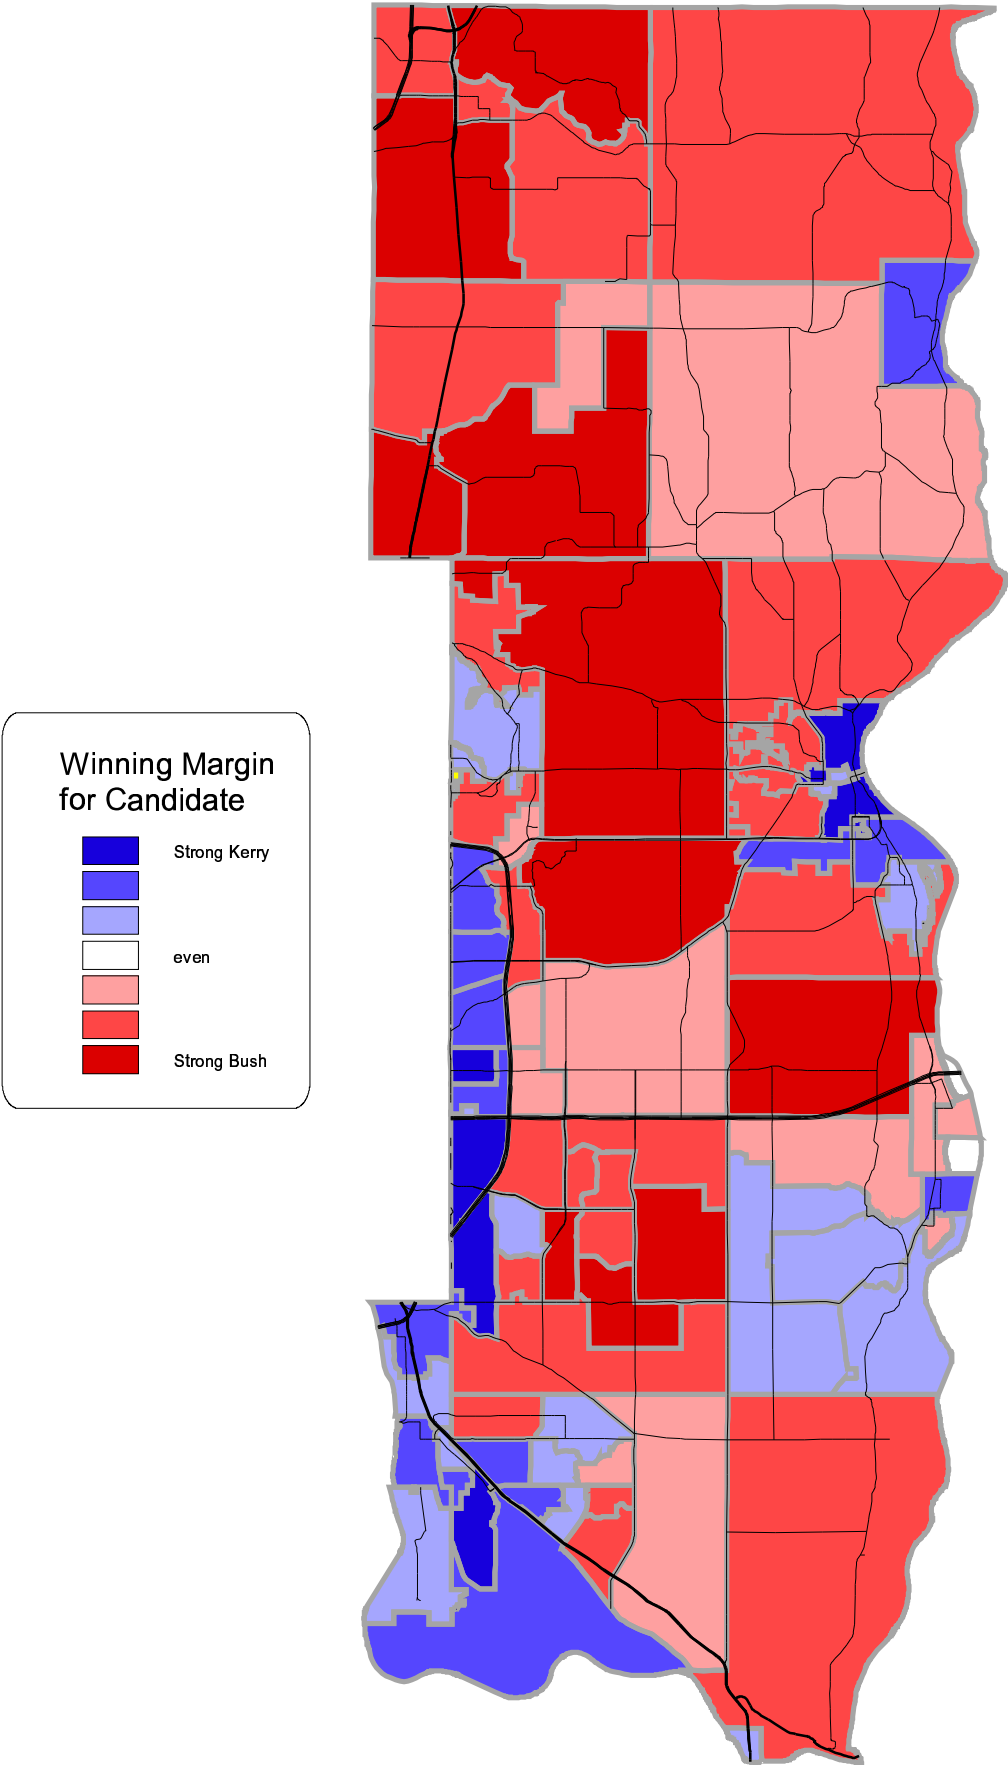 Winning Margin
for Candidate
Strong Kerry
even
Strong Bush